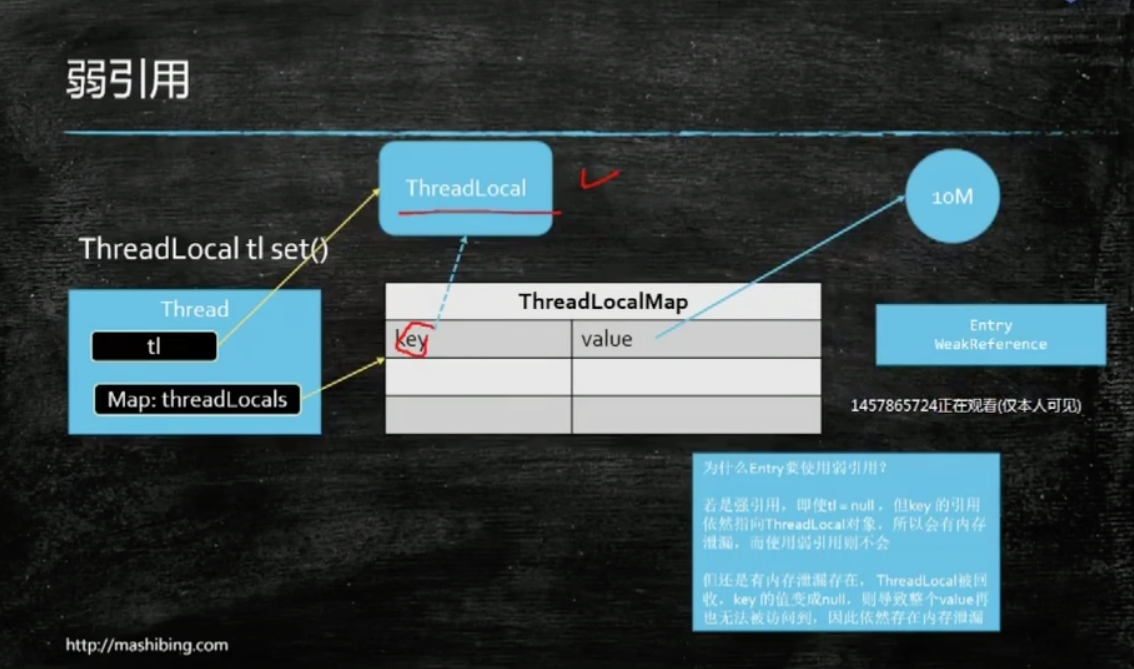 弱引用
ThreadLocal
10M
ThreadLocal tl set()
Thread
tl
Map: threadLocals
ThreadLocalMap
key
value
Entry
WeakReference
1457865724正在观看(仅本人可见)
为什么Entry要使用弱引用?
若是强引用，即使tl = null，但key 的引用
依然指向ThreadLocal对象，所以会有内存
泄漏，而使用弱引用则不会
但还是有内存泄漏存在，ThreadLocal被回
收，key 的值变成null，则导致整个value再
也无法被访问到，因此依然存在内存泄漏
http://mashibing.com